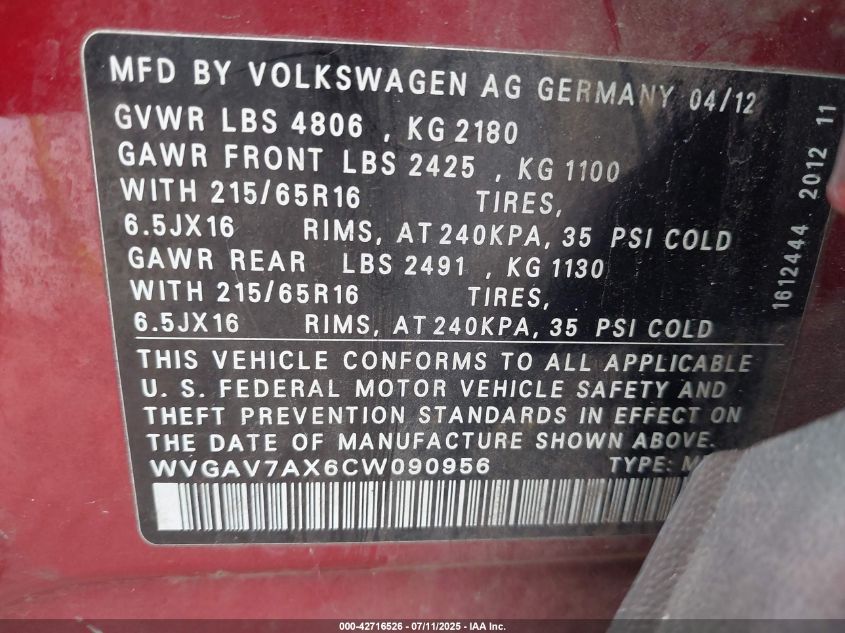 MFD BY VOLKSWAGEN AG GERMANY 04/12
GVWR LBS 4806 , KG 2180
GAWR FRONT LBS 2425 , KG 1100
WITH 215/65R16 TIRES,
6.5JX16 RIMS, AT 240KPA, 35 PSI COLD
GAWR REAR LBS 2491 , KG 1130
WITH 215/65R16 TIRES,
6.5JX16 RIMS, AT 240KPA, 35 PSI COLD
THIS VEHICLE CONFORMS TO ALL APPLICABLE
U. S. FEDERAL MOTOR VEHICLE SAFETY AND
THEFT PREVENTION STANDARDS IN EFFECT ON
THE DATE OF MANUFACTURE SHOWN ABOVE.
WVGAV7AX6CW090956 TYPE:
1612444 2012 11
000-42716526 - 07/11/2025 - IAA Inc.